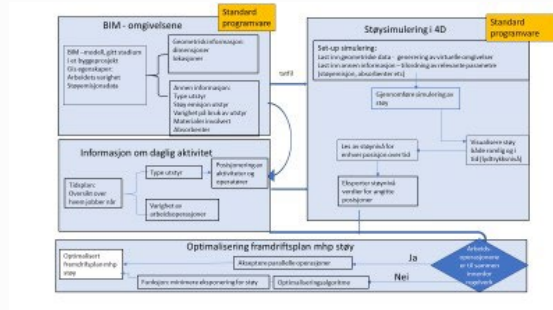 BIM - omgivelsene
Standard
programvare
Geometrisk informasjon:
dimensjoner
lokasjoner
BIM - modell, gitt stadium
i et byggeprosjekt
Gis egenskaper:
Arbeidets varighet
Støyemisjonsdata
Annen informasjon:
Type utstyr
Støy emisjon utstyr
Varighet på bruk av utstyr
Materialer involvert
Absorbenter
Støysimulering i 4D
Standard
programvare
Set-up simulering:
Last inn geometriske data - generering av virtuelle omgivelser
Last inn annen informasjon - tilordning av relevante parametre
(støyemisjon, absorbenter etc)
Gjennomføre simulering av
støy
Les av støynivå for
enhver posisjon over tid
Visualisere støy
både romlig og i
tid (lydtrykksnivå)
Eksporter støynivå
verdier for angitte
posisjoner
Informasjon om daglig aktivitet
Tidsplan:
Oversikt over
hvem jobber når
Type utstyr
Varighet av
arbeidsoperasjoner
Posisjonering av
aktiviteter og
operatører
Optimalisering framdriftsplan mhp støy
Optimalisert
framdriftsplan mhp
støy
Akseptere parallelle operasjoner
Ja
Funksjon: minimere eksponering for støy
Optimaliseringsalgoritme
Nei
Arbeids-
operasjonene
er til sammen
innenfor
regelverk